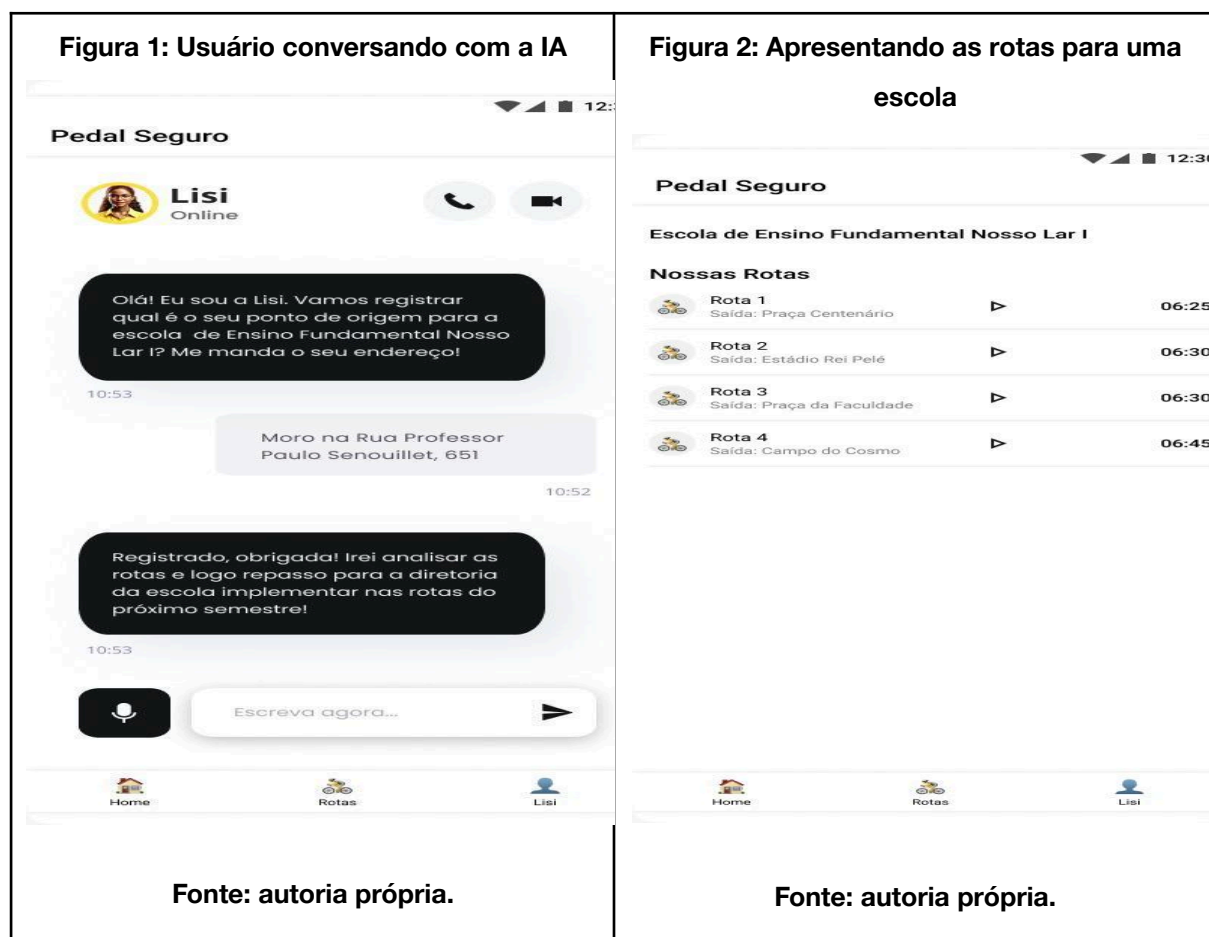 Figura 1: Usuário conversando com a IA
Pedal Seguro
Lisi
Online
Olá! Eu sou a Lisi. Vamos registrar
qual é o seu ponto de origem para a
escola de Ensino Fundamental Nosso
Lar I? Me manda o seu endereço!
10:53
Moro na Rua Professor
Paulo Senouillet, 651
10:52
Registrado, obrigada! Irei analisar as
rotas e logo repasso para a diretoria
da escola implementar nas rotas do
próximo semestre!
10:53
Escreva agora...
Home
Rotas
Lisi
Fonte: autoria própria.
Figura 2: Apresentando as rotas para uma
escola
12:30
Pedal Seguro
Escola de Ensino Fundamental Nosso Lar I
Nossas Rotas
Rota 1
Saída: Praça Centenário
06:25
Rota 2
Saída: Estádio Rei Pelé
06:30
Rota 3
Saída: Praça da Faculdade
06:30
Rota 4
Saída: Campo do Cosmo
06:45
Home
Rotas
Lisi
Fonte: autoria própria.